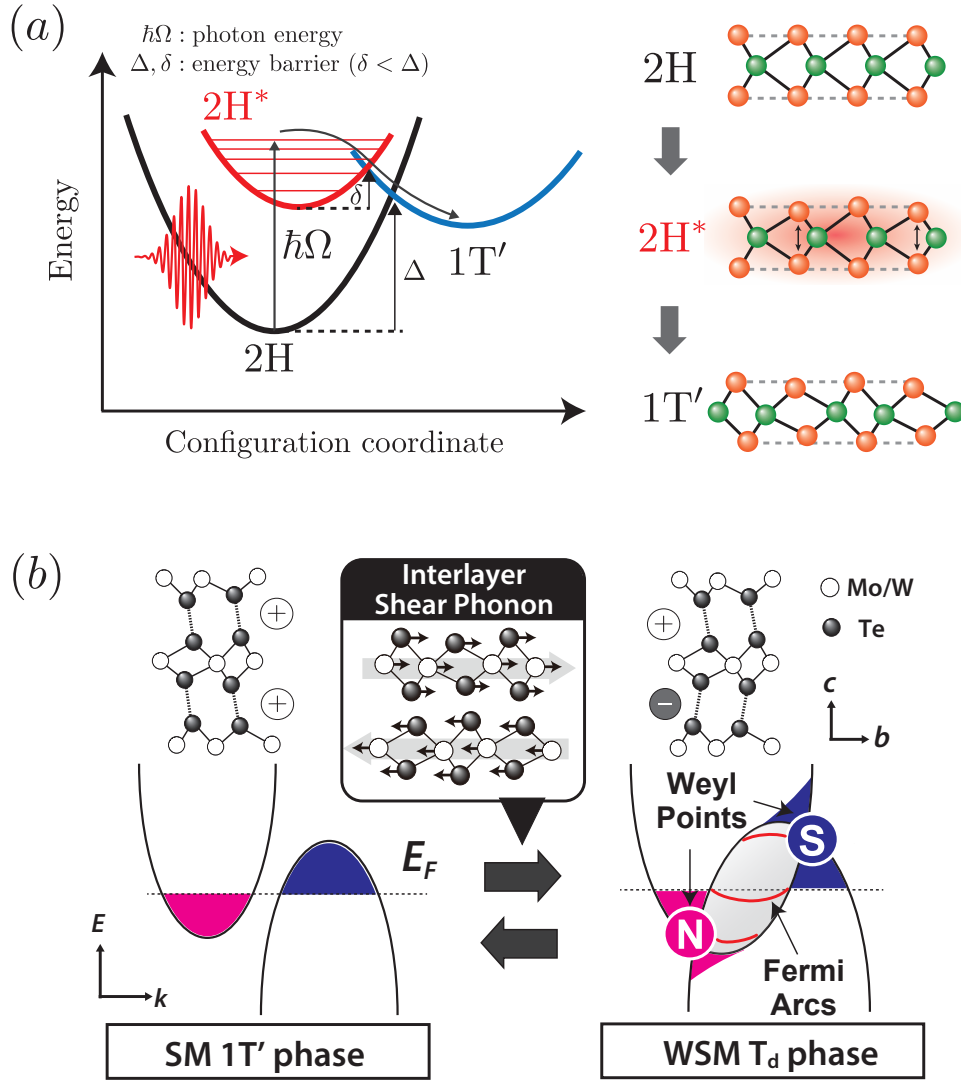 (a)
ℏΩ : photon energy
Δ, δ : energy barrier (δ < Δ)
2H*
δ
ℏΩ
Δ
1T′
2H
Energy
Configuration coordinate
2H
2H*
1T′
(b)
+
+
Interlayer
Shear Phonon
+
−
Mo/W
Te
c
b
E_F
E
k
SM 1T’ phase
Weyl
Points
S
N
Fermi
Arcs
WSM T_d phase